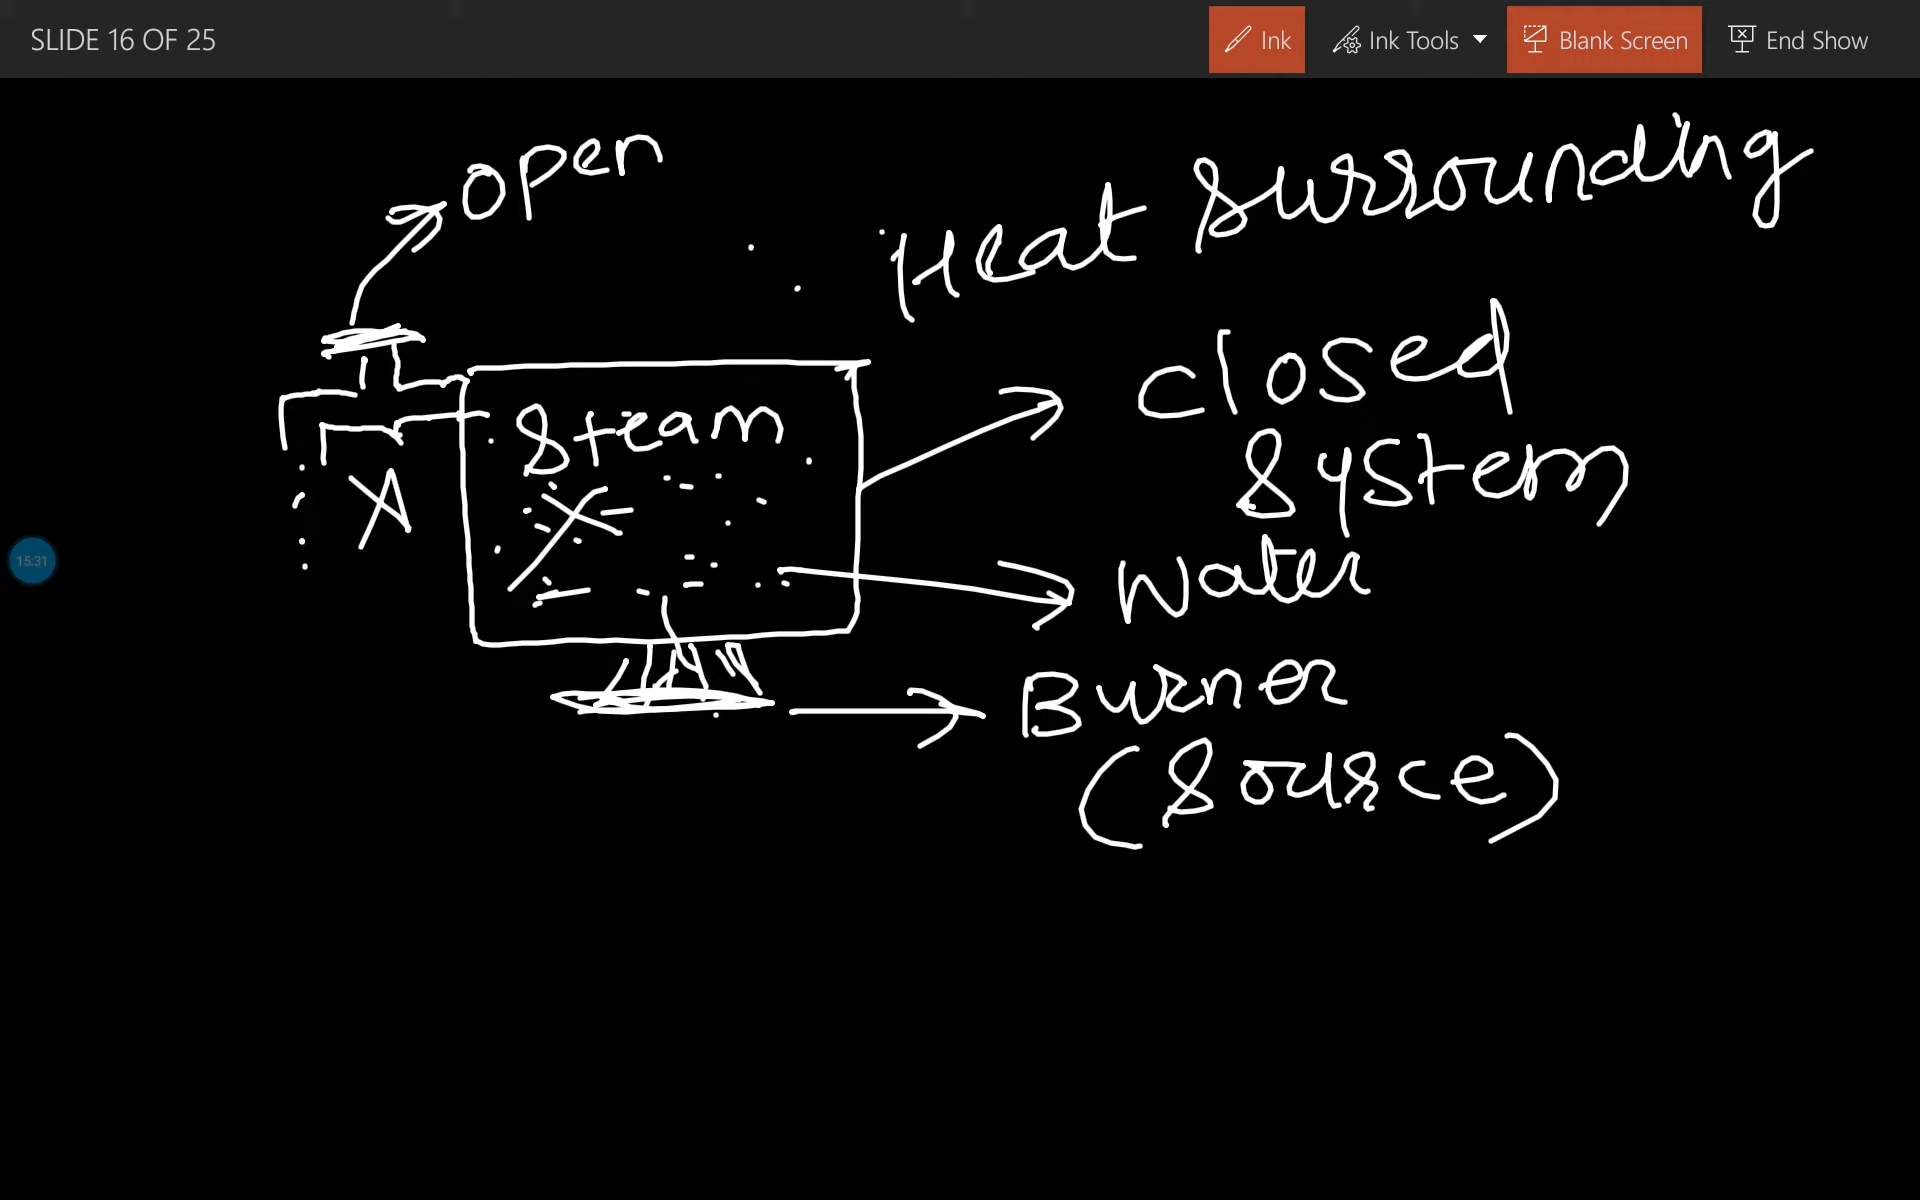 SLIDE 16 OF 25
Ink
Ink Tools
Blank Screen
End Show
open
Heat Surrounding
closed
System
Steam
Water
15:31
Burner
(Source)